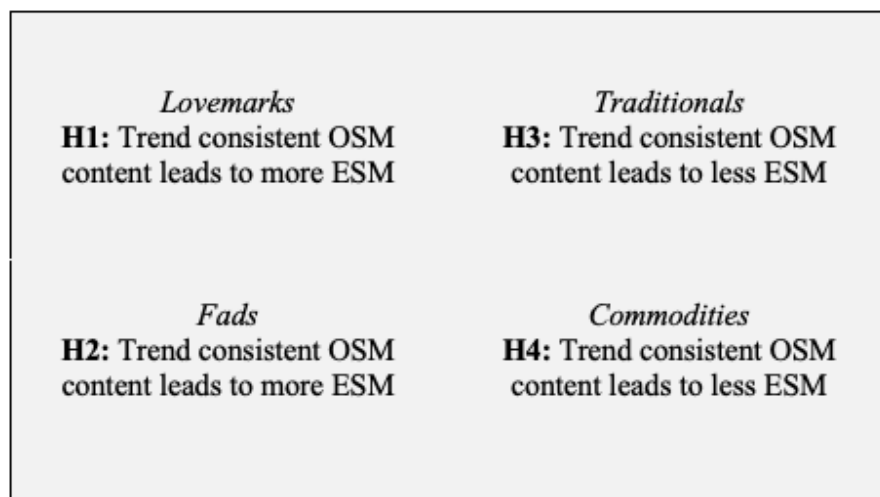 Lovemarks
H1: Trend consistent OSM
content leads to more ESM
Traditionals
H3: Trend consistent OSM
content leads to less ESM
Fads
H2: Trend consistent OSM
content leads to more ESM
Commodities
H4: Trend consistent OSM
content leads to less ESM